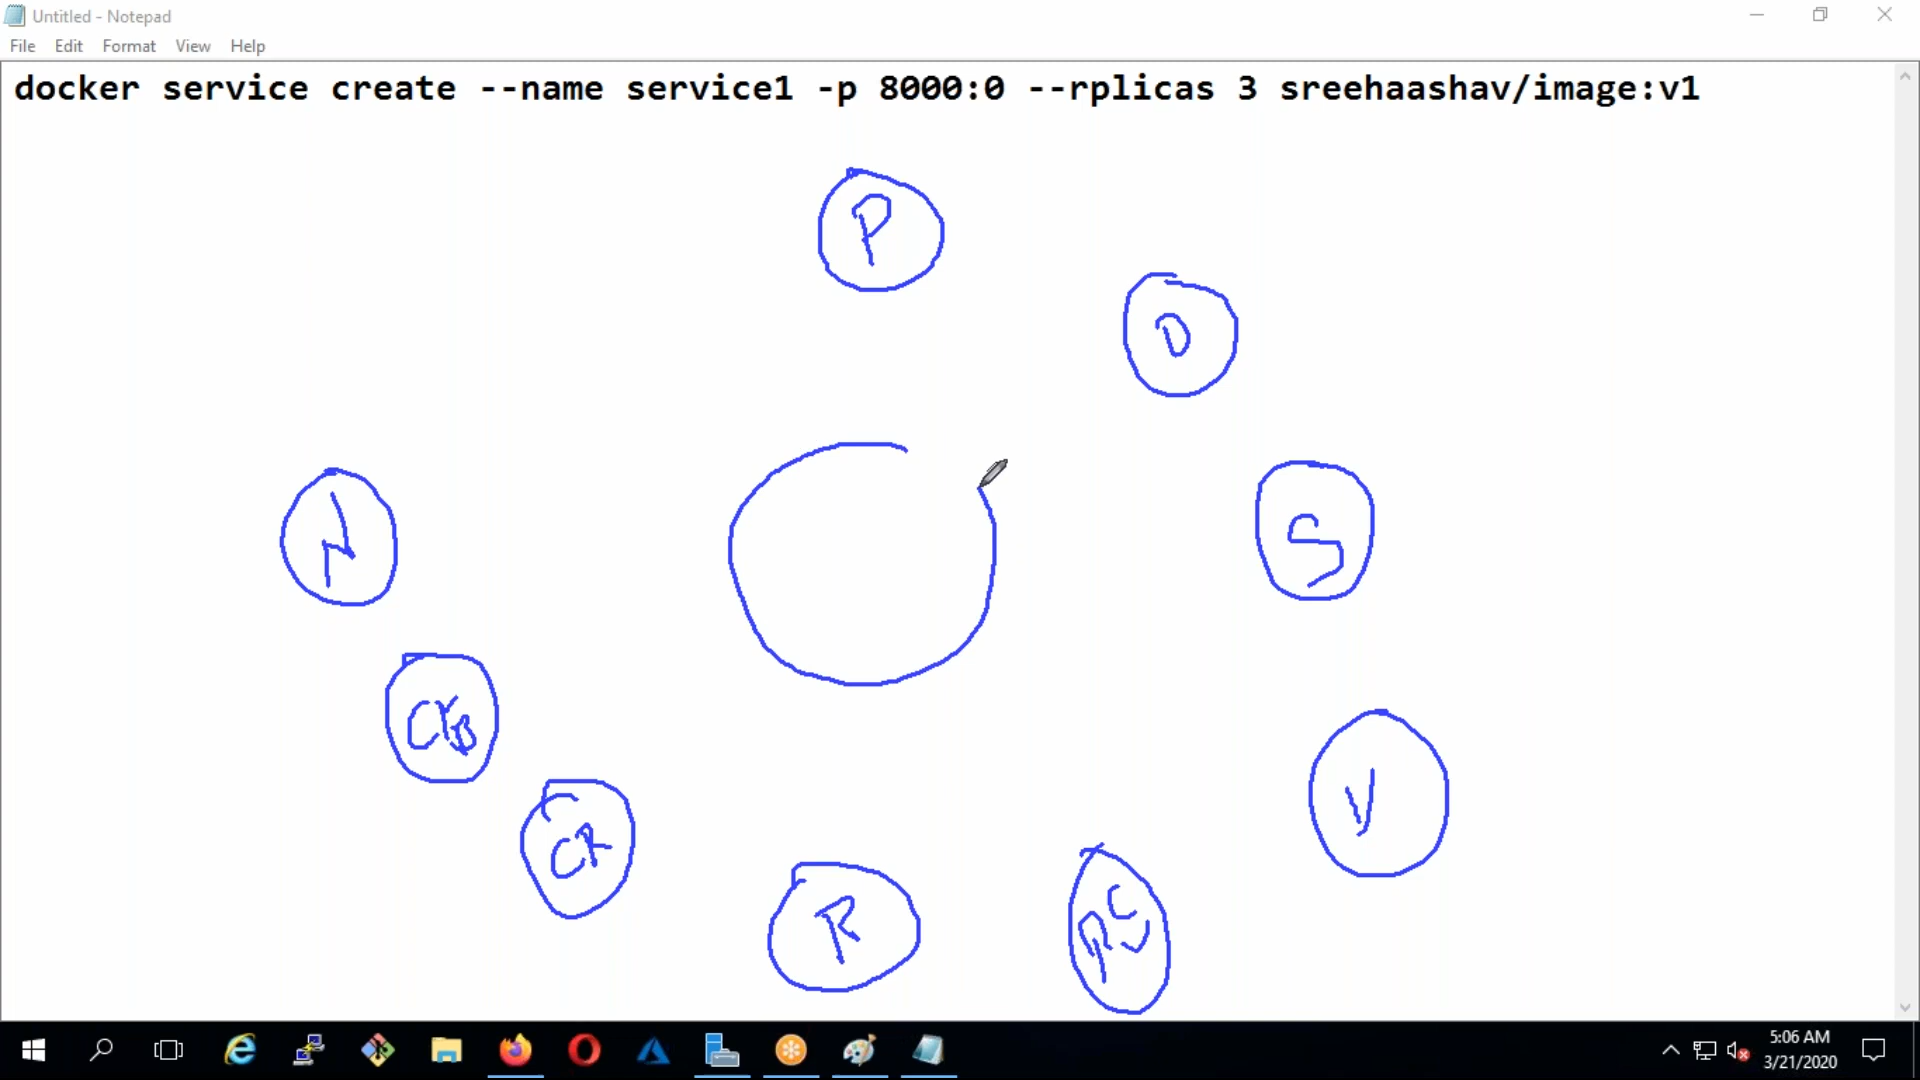 Untitled - Notepad
File Edit Format View Help
docker service create --name service1 -p 8000:0 --rplicas 3 sreehaashav/image:v1
P
D
N
S
CR
V
R
5:06 AM
3/21/2020